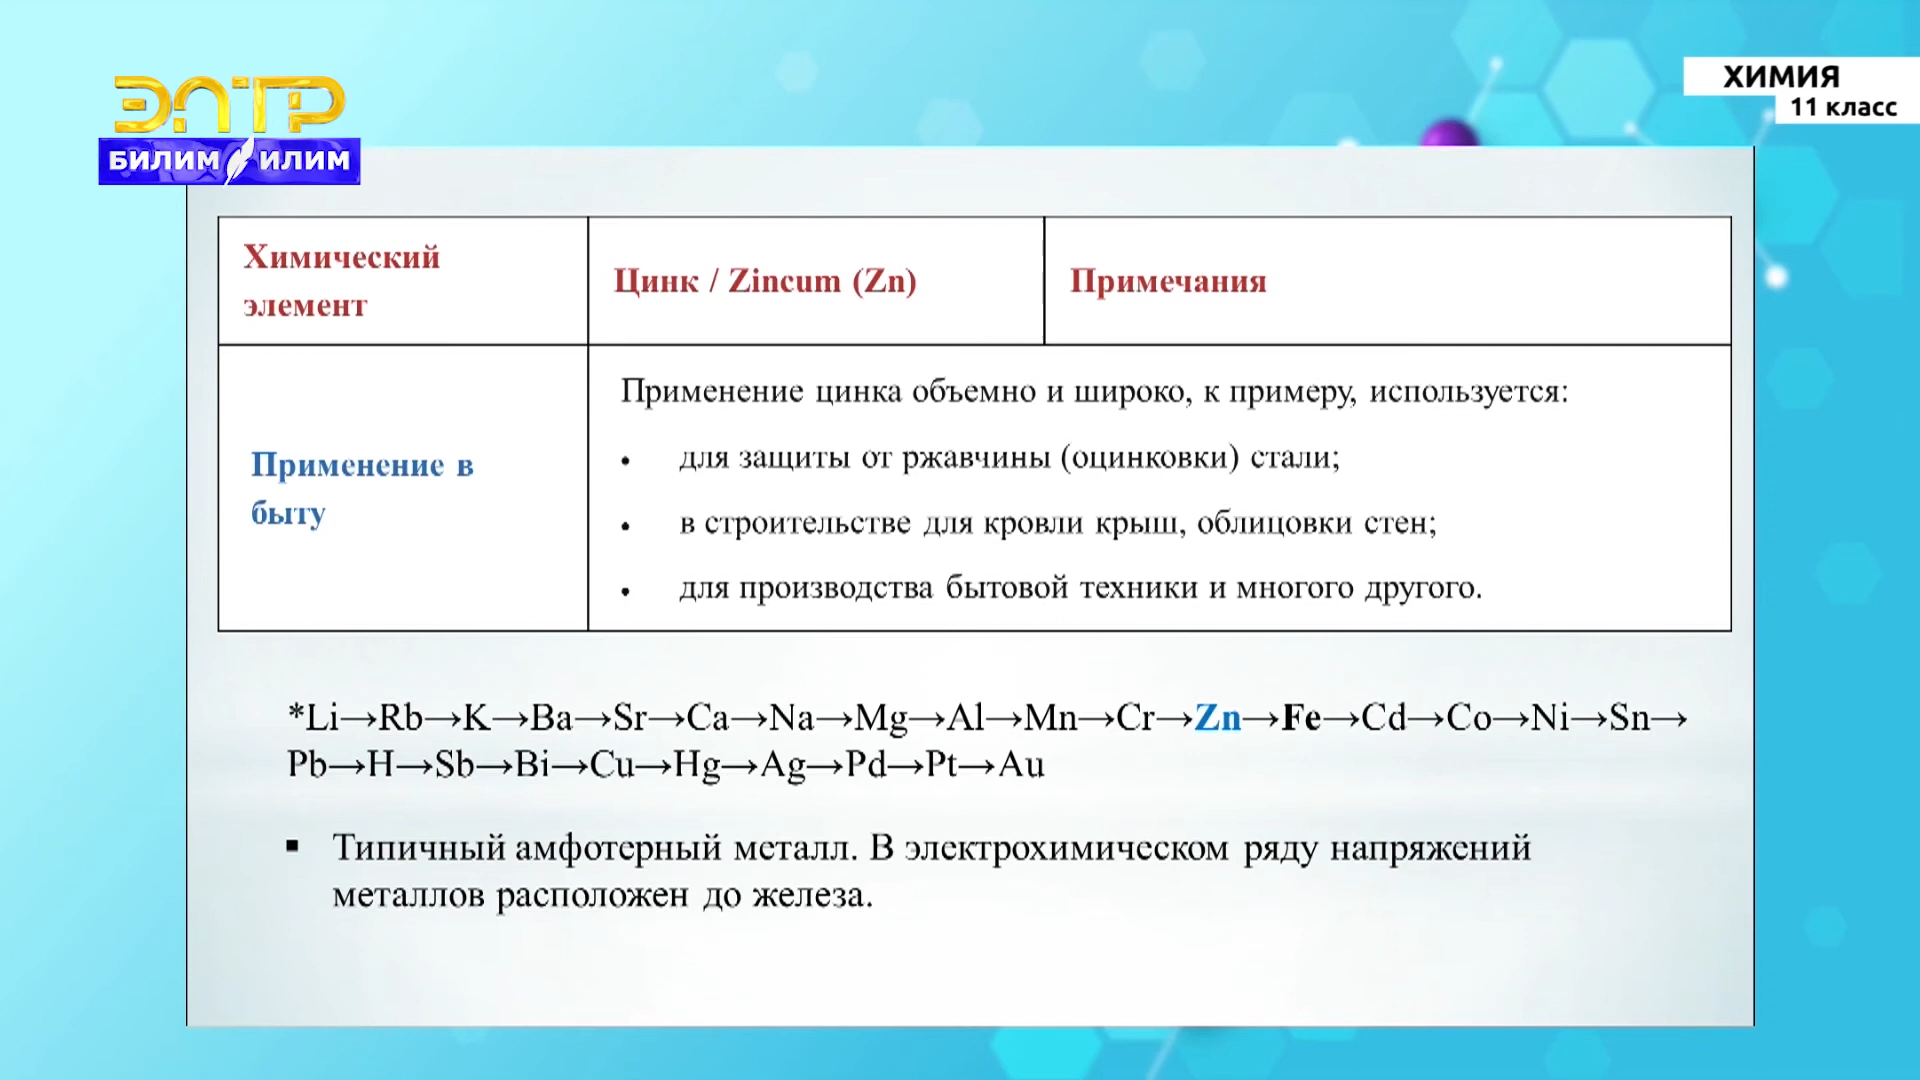 ЭЛТР
БИЛИМ ИЛИМ
ХИМИЯ
11 класс
Химический
элемент
Цинк / Zincum (Zn)
Примечания
Применение в
быту
Применение цинка объемно и широко, к примеру, используется:
• для защиты от ржавчины (оцинковки) стали;
• в строительстве для кровли крыш, облицовки стен;
• для производства бытовой техники и многого другого.
*Li→Rb→K→Ba→Sr→Ca→Na→Mg→Al→Mn→Cr→Zn→Fe→Cd→Co→Ni→Sn→
Pb→H→Sb→Bi→Cu→Hg→Ag→Pd→Pt→Au
▪ Типичный амфотерный металл. В электрохимическом ряду напряжений
металлов расположен до железа.